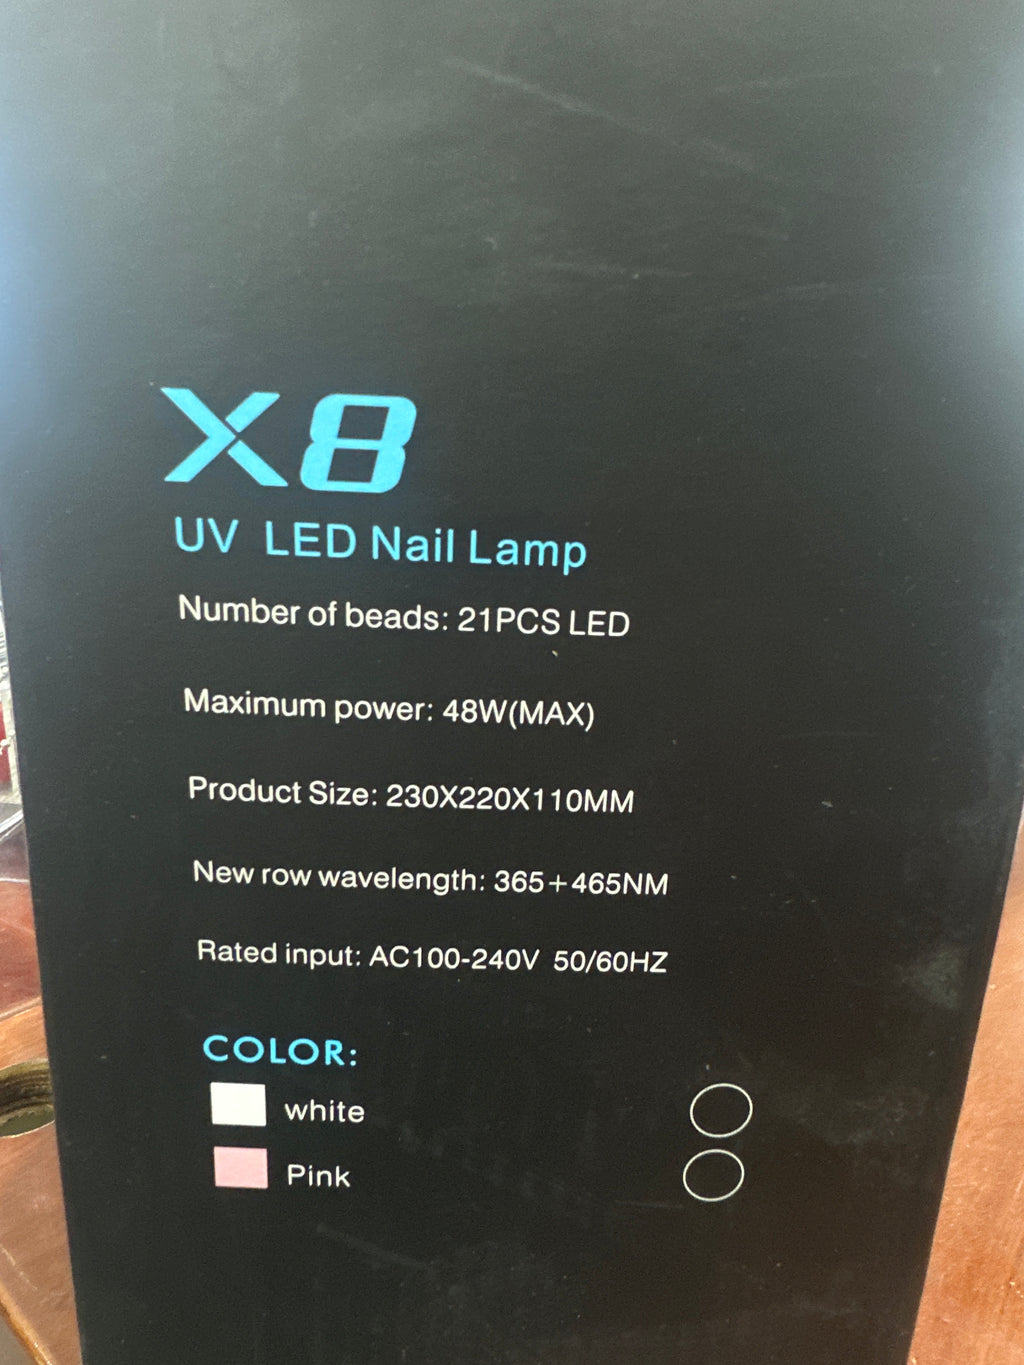 X8
UV LED Nail Lamp
Number of beads: 21PCS LED
Maximum power: 48W(MAX)
Product Size: 230X220X110MM
New row wavelength: 365+465NM
Rated input: AC100-240V 50/60HZ
COLOR:
white
Pink